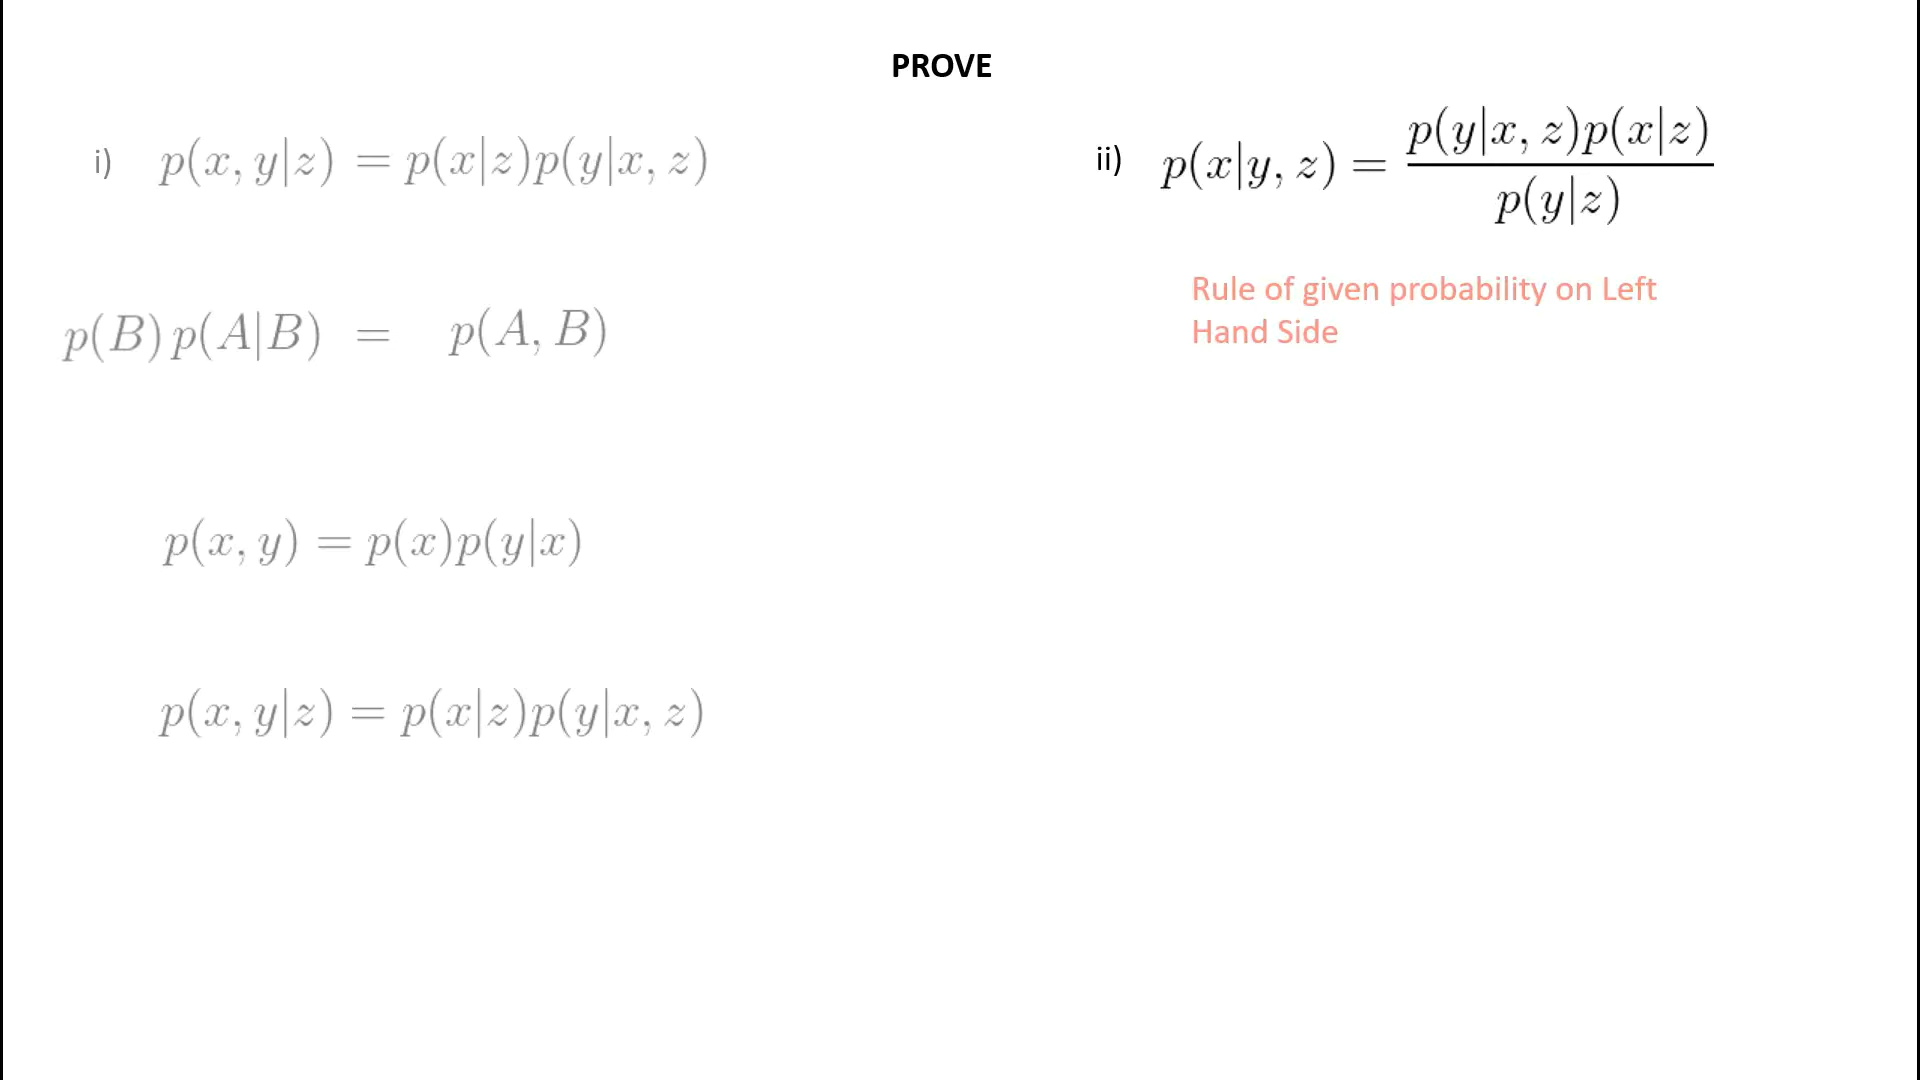 PROVE
i) p(x, y|z) = p(x|z)p(y|x, z)
p(B) p(A|B) = p(A, B)
p(x, y) = p(x)p(y|x)
p(x, y|z) = p(x|z)p(y|x, z)
ii) p(x|y, z) = p(y|x, z)p(x|z)
p(y|z)
Rule of given probability on Left
Hand Side